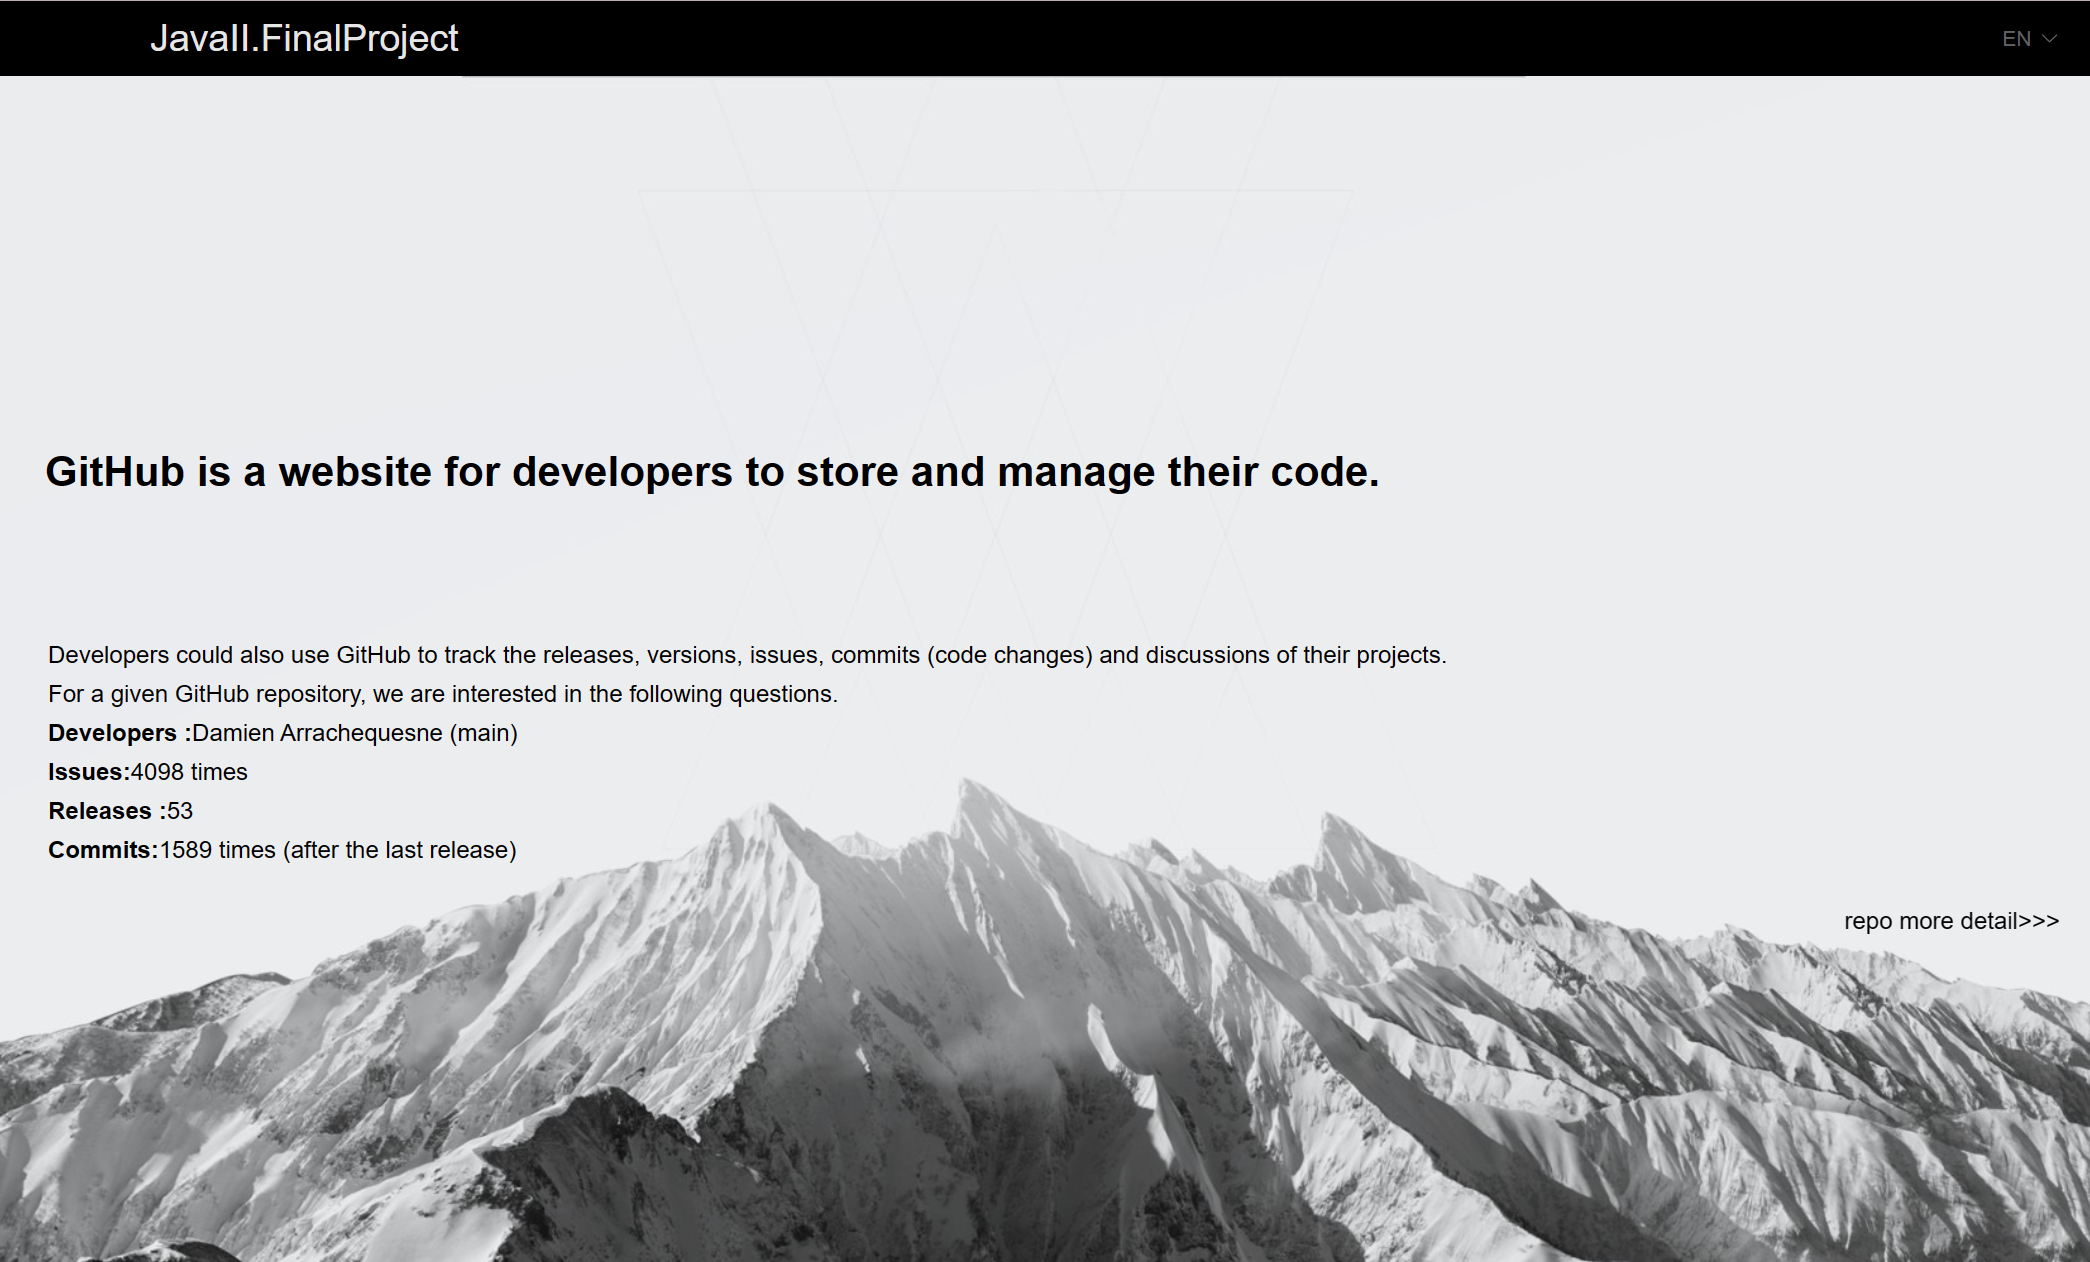 JavaII.FinalProject
EN
GitHub is a website for developers to store and manage their code.
Developers could also use GitHub to track the releases, versions, issues, commits (code changes) and discussions of their projects.
For a given GitHub repository, we are interested in the following questions.
Developers :Damien Arrachequesne (main)
Issues:4098 times
Releases :53
Commits:1589 times (after the last release)
repo more detail>>>